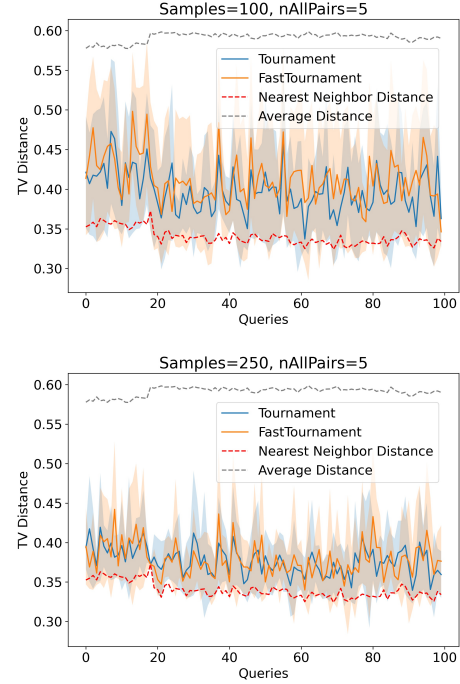 Samples=100, nAllPairs=5
0.60
0.55
0.50
0.45
0.40
0.35
0.30
TV Distance
Tournament
FastTournament
Nearest Neighbor Distance
Average Distance
0 20 40 60 80 100
Queries
Samples=250, nAllPairs=5
0.60
0.55
0.50
0.45
0.40
0.35
0.30
TV Distance
Tournament
FastTournament
Nearest Neighbor Distance
Average Distance
0 20 40 60 80 100
Queries